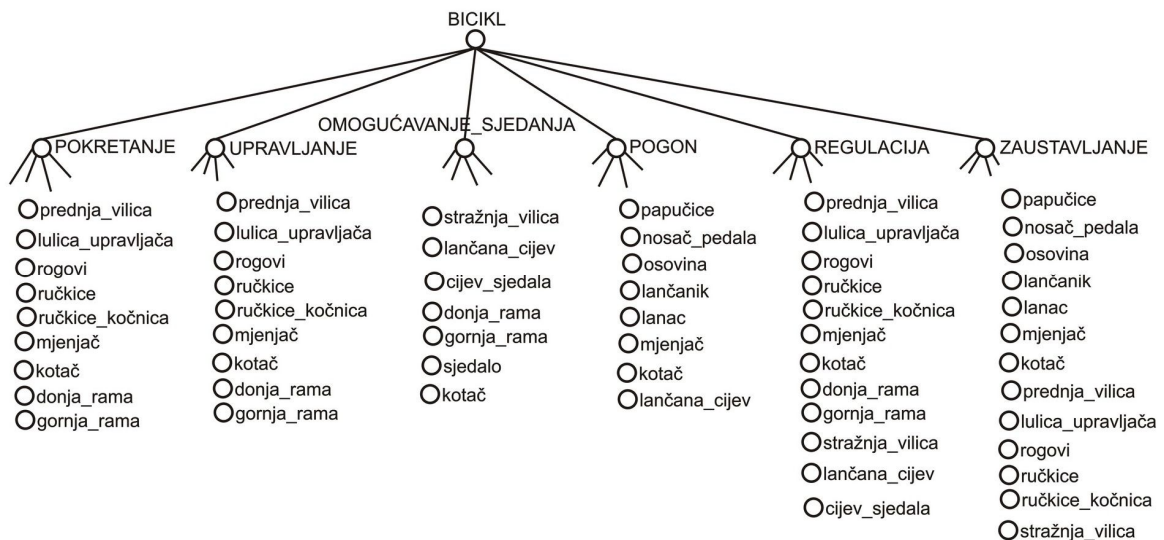 BICIKL
OMOGUĆAVANJE_SJEDANJA
POKRETANJE
UPRAVLJANJE
POGON
REGULACIJA
ZAUSTAVLJANJE
prednja_vilica
lulica_upravljača
rogovi
ručkice
ručkice_kočnica
mjenjač
kotač
donja_rama
gornja_rama
prednja_vilica
lulica_upravljača
rogovi
ručkice
ručkice_kočnica
mjenjač
kotač
donja_rama
gornja_rama
stražnja_vilica
lančana_cijev
cijev_sjedala
donja_rama
gornja_rama
sjedalo
kotač
papučice
nosač_pedala
osovina
lančanik
lanac
mjenjač
kotač
lančana_cijev
prednja_vilica
lulica_upravljača
rogovi
ručkice
ručkice_kočnica
mjenjač
kotač
donja_rama
gornja_rama
stražnja_vilica
lančana_cijev
cijev_sjedala
papučice
nosač_pedala
osovina
lančanik
lanac
mjenjač
kotač
prednja_vilica
lulica_upravljača
rogovi
ručkice
ručkice_kočnica
stražnja_vilica